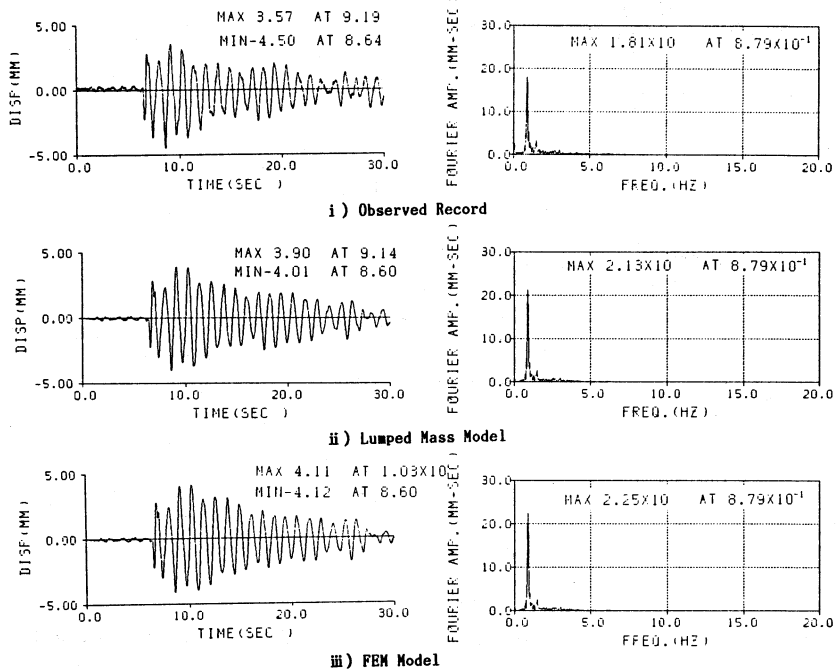 MAX 3.57 AT 9.19
MIN-4.50 AT 8.64
5.00
0.00
-5.00
DISP(MM)
0.0 10.0 20.0 30.0
TIME(SEC )
MAX 1.81X10 AT 8.79X10⁻¹
30.0
20.0
10.0
0.0
FOURIER AMP.(MM-SEC)
0.0 5.0 10.0 15.0 20.0
FREQ.(HZ)
i ) Observed Record
MAX 3.90 AT 9.14
MIN-4.01 AT 8.60
5.00
0.00
-5.00
DISP(MM)
0.0 10.0 20.0 30.0
TIME(SEC )
MAX 2.13X10 AT 8.79X10⁻¹
30.0
20.0
10.0
0.0
FOURIER AMP.(MM-SEC)
0.0 5.0 10.0 15.0 20.0
FREQ.(HZ)
ii ) Lumped Mass Model
MAX 4.11 AT 1.03X10
MIN-4.12 AT 8.60
5.00
0.00
-5.00
DISP(MM)
0.0 10.0 20.0 30.0
TIME(SEC )
MAX 2.25X10 AT 8.79X10⁻¹
30.0
20.0
10.0
0.0
FOURIER AMP.(MM-SEC)
0.0 5.0 10.0 15.0 20.0
FREQ.(HZ)
iii ) FEM Model